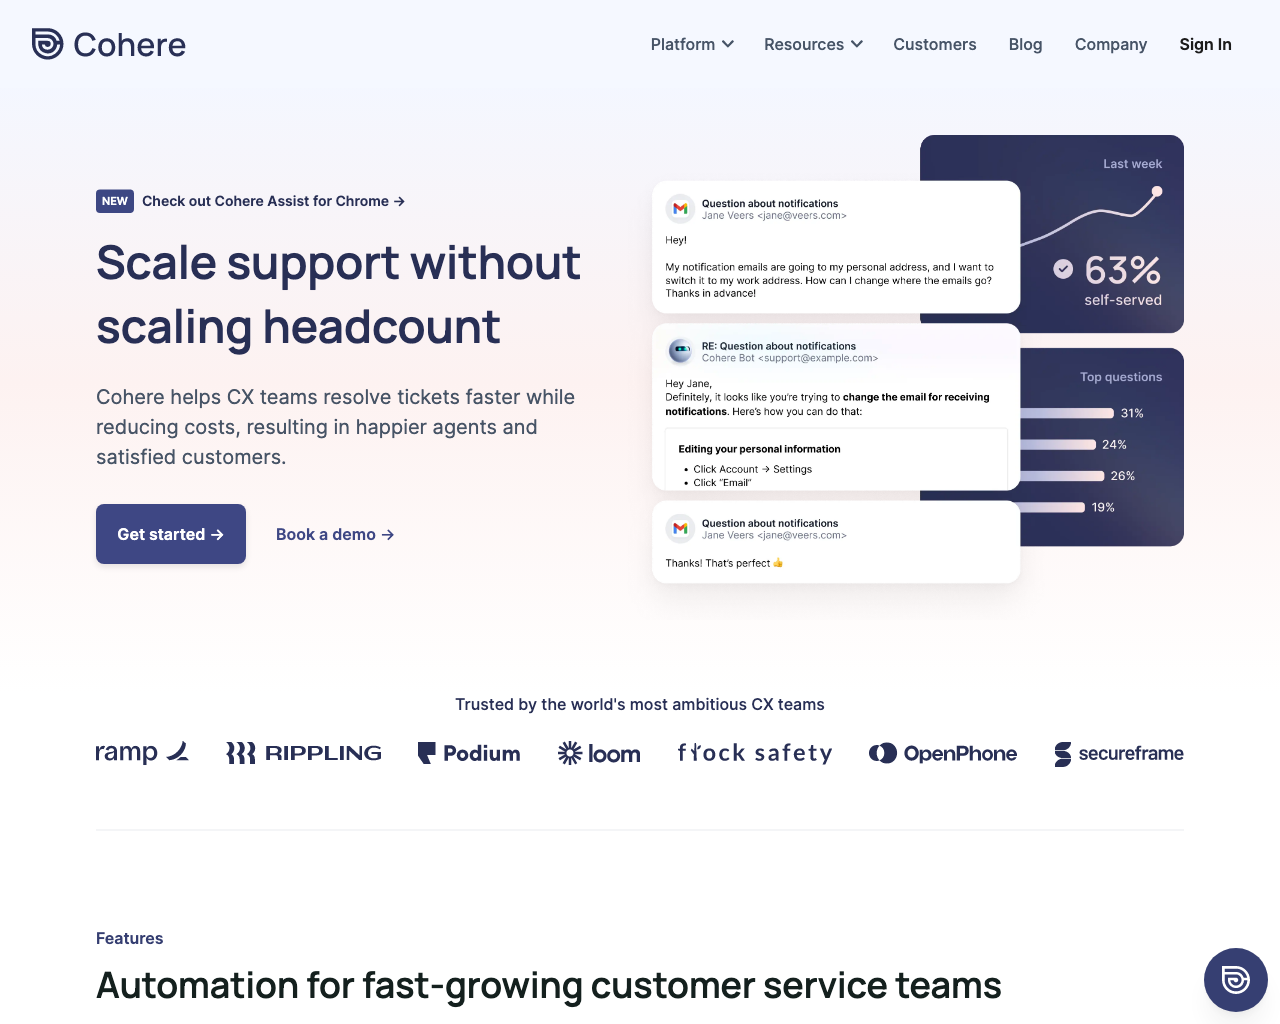 Cohere
Platform
Resources
Customers
Blog
Company
Sign In
NEW
Check out Cohere Assist for Chrome →
Scale support without
scaling headcount
Cohere helps CX teams resolve tickets faster while
reducing costs, resulting in happier agents and
satisfied customers.
Get started →
Book a demo →
Question about notifications
Jane Veers <jane@veers.com>
Hey!
My notification emails are going to my personal address, and I want to
switch it to my work address. How can I change where the emails go?
Thanks in advance!
RE: Question about notifications
Cohere Bot <support@example.com>
Hey Jane,
Definitely, it looks like you're trying to change the email for receiving
notifications. Here's how you can do that:
Editing your personal information
• Click Account → Settings
• Click "Email"
Question about notifications
Jane Veers <jane@veers.com>
Thanks! That's perfect 👍
Last week
63%
self-served
Top questions
31%
24%
26%
19%
Trusted by the world's most ambitious CX teams
ramp
RIPPLING
Podium
loom
flock safety
OpenPhone
secureframe
Features
Automation for fast-growing customer service teams